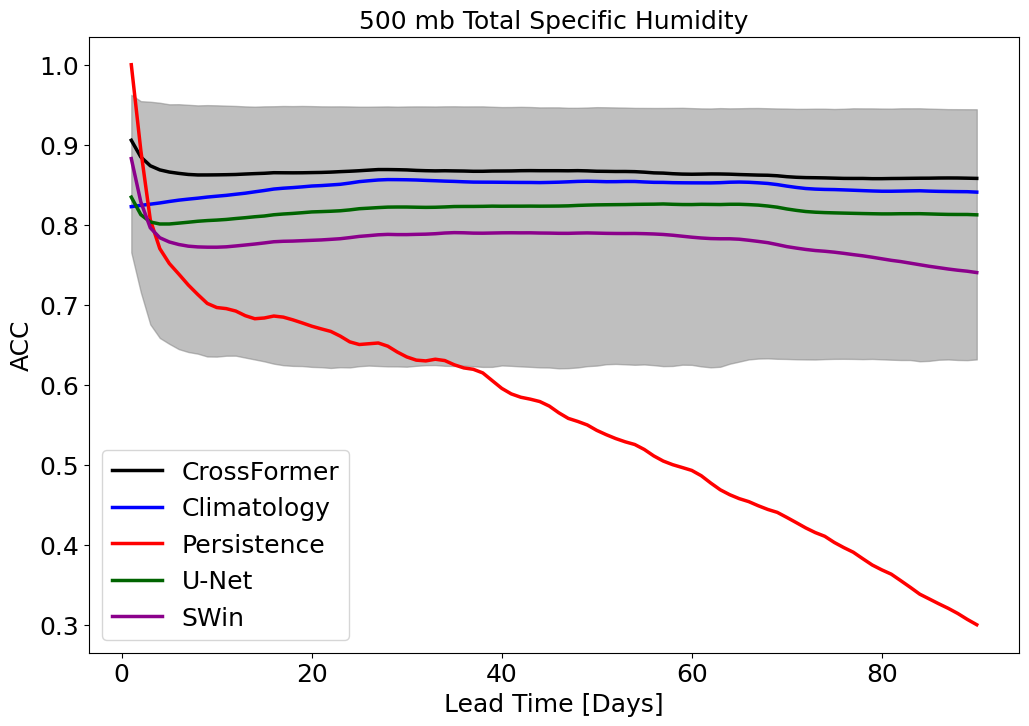 500 mb Total Specific Humidity
ACC
1.0
0.9
0.8
0.7
0.6
0.5
0.4
0.3
CrossFormer
Climatology
Persistence
U-Net
SWin
0 20 40 60 80
Lead Time [Days]